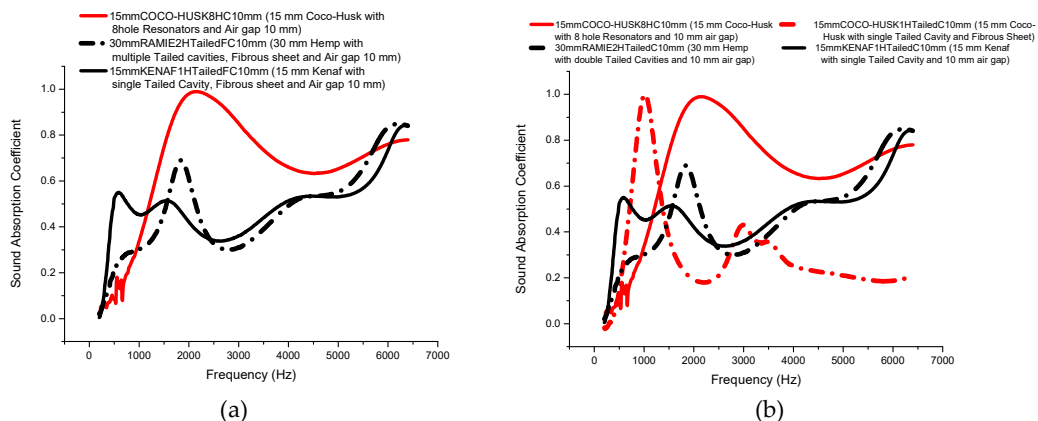 15mmCOCO-HUSK8HC10mm (15 mm Coco-Husk with
8hole Resonators and Air gap 10 mm)
30mmRAMIE2HTailedFC10mm (30 mm Hemp with
multiple Tailed cavities, Fibrous sheet and Air gap 10 mm)
15mmKENAF1HTailedFC10mm (15 mm Kenaf with
single Tailed Cavity, Fibrous sheet and Air gap 10 mm)
1.0
0.8
0.6
0.4
0.2
0.0
Sound Absorption Coefficient
0 1000 2000 3000 4000 5000 6000 7000
Frequency (Hz)
(a)
15mmCOCO-HUSK8HC10mm (15 mm Coco-Husk
with 8 hole Resonators and 10 mm air gap)
30mmRAMIE2HTailedC10mm (30 mm Hemp
with double Tailed Cavities and 10 mm air gap)
15mmCOCO-HUSK1HTailedC10mm (15 mm Coco-
Husk with single Tailed Cavity and Fibrous Sheet)
15mmKENAF1HTailedC10mm (15 mm Kenaf
with single Tailed Cavity and 10 mm air gap)
1.0
0.8
0.6
0.4
0.2
0.0
Sound Absorption Coefficient
0 1000 2000 3000 4000 5000 6000 7000
Frequency (Hz)
(b)